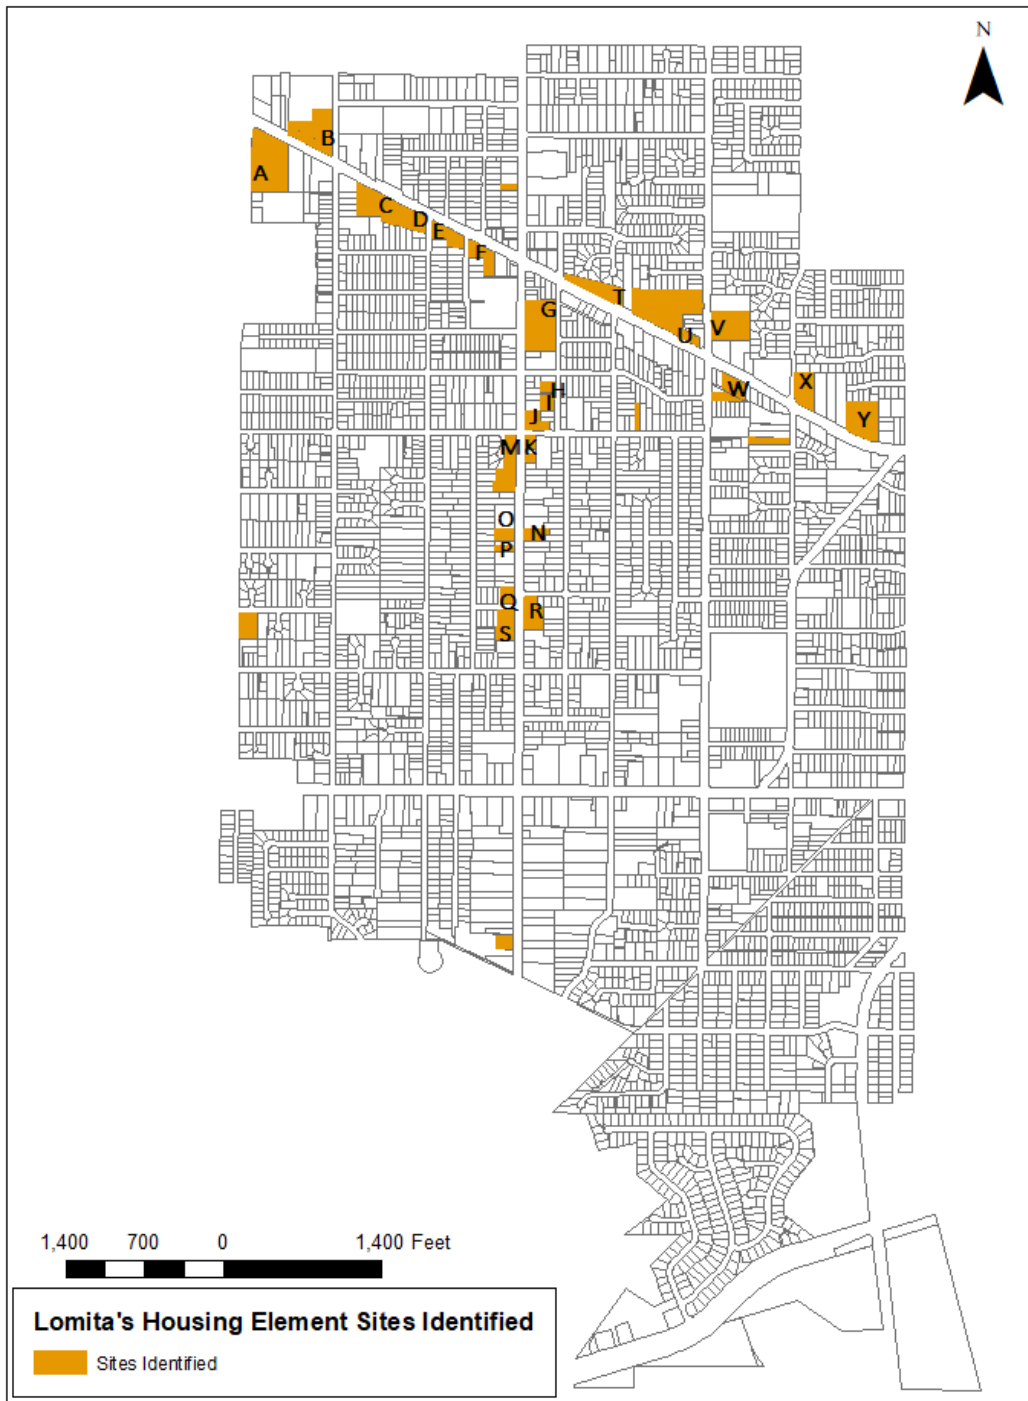 N
B
A
C
D
E
F
T
G
U
V
H
W
X
I
J
Y
M K
O
N
P
Q
R
S
1,400 700 0 1,400 Feet
Lomita's Housing Element Sites Identified
Sites Identified